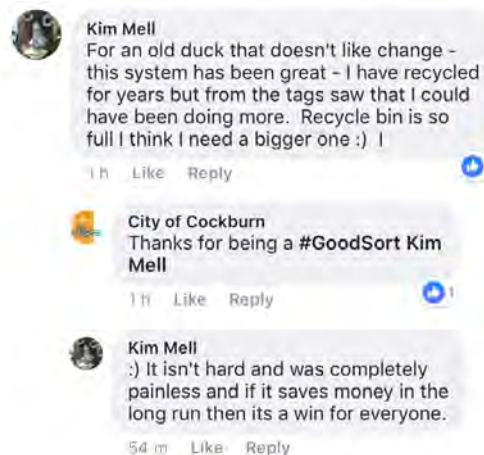 Kim Mell
For an old duck that doesn't like change -
this system has been great - I have recycled
for years but from the tags saw that I could
have been doing more. Recycle bin is so
full I think I need a bigger one :) I
1 h Like Reply
City of Cockburn
Thanks for being a #GoodSort Kim
Mell
1 h Like Reply
1
Kim Mell
:) It isn't hard and was completely
painless and if it saves money in the
long run then its a win for everyone.
54 m Like Reply